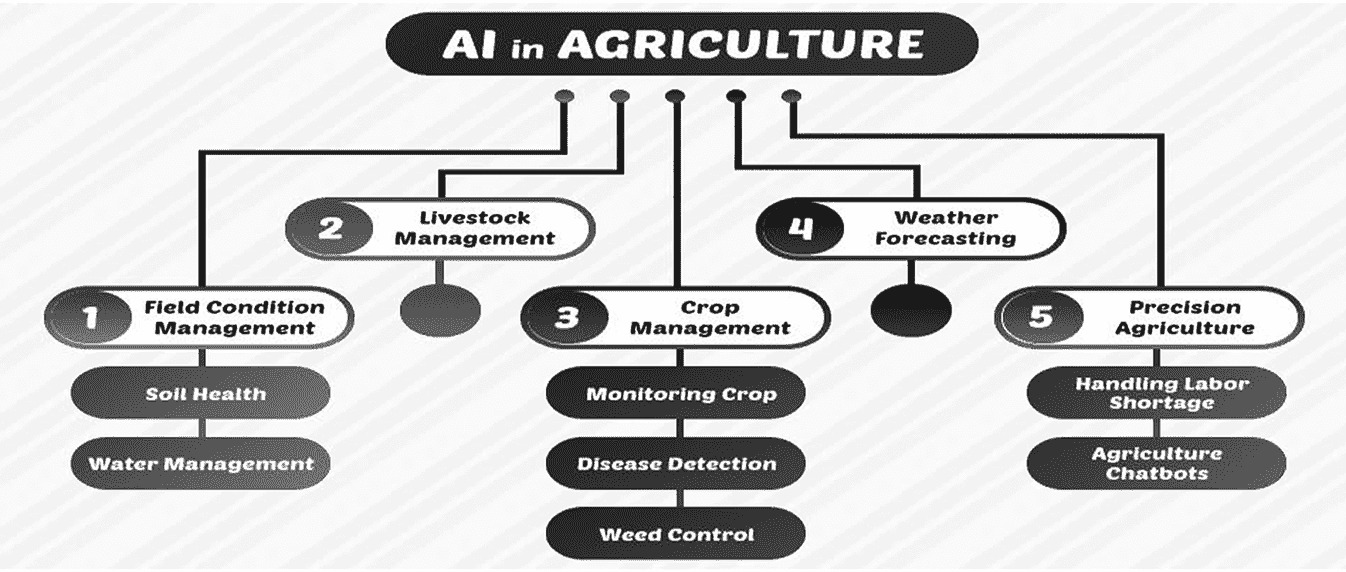 AI in AGRICULTURE
2
Livestock
Management
4
Weather
Forecasting
1
Field Condition
Management
3
Crop
Management
5
Precision
Agriculture
Soil Health
Monitoring Crop
Handling Labor
Shortage
Water Management
Disease Detection
Agriculture
Chatbots
Weed Control